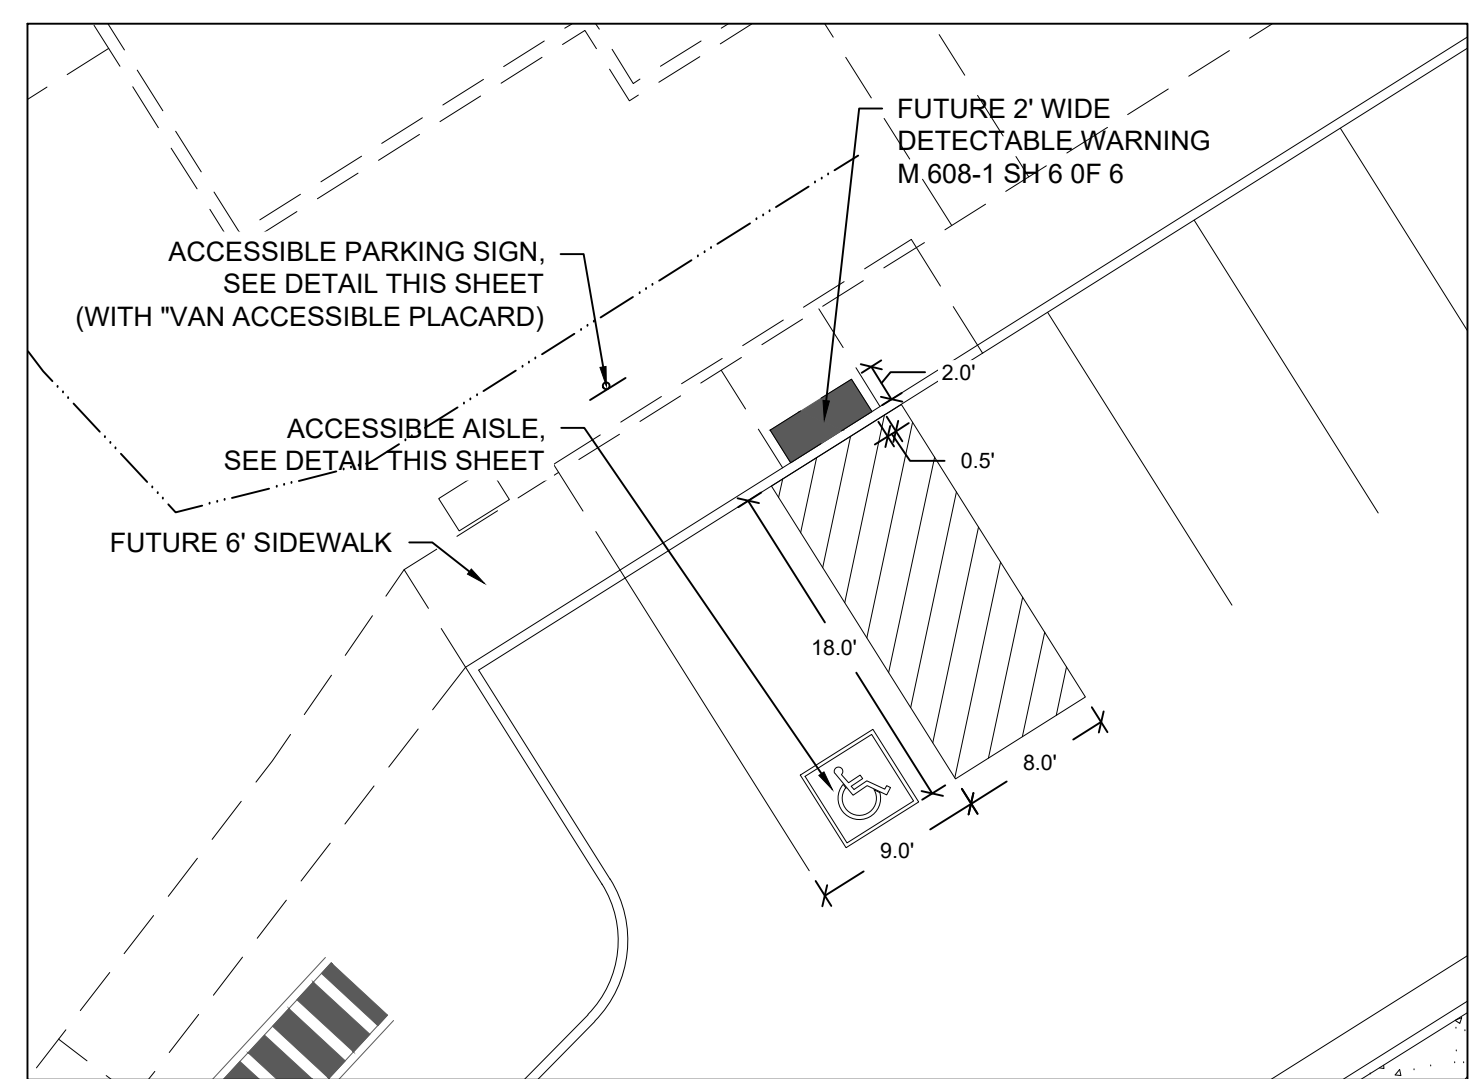 FUTURE 2' WIDE
DETECTABLE WARNING
M 608-1 SH 6 0F 6
ACCESSIBLE PARKING SIGN,
SEE DETAIL THIS SHEET
(WITH "VAN ACCESSIBLE PLACARD)
2.0'
ACCESSIBLE AISLE,
SEE DETAIL THIS SHEET
0.5'
FUTURE 6' SIDEWALK
18.0'
8.0'
9.0'